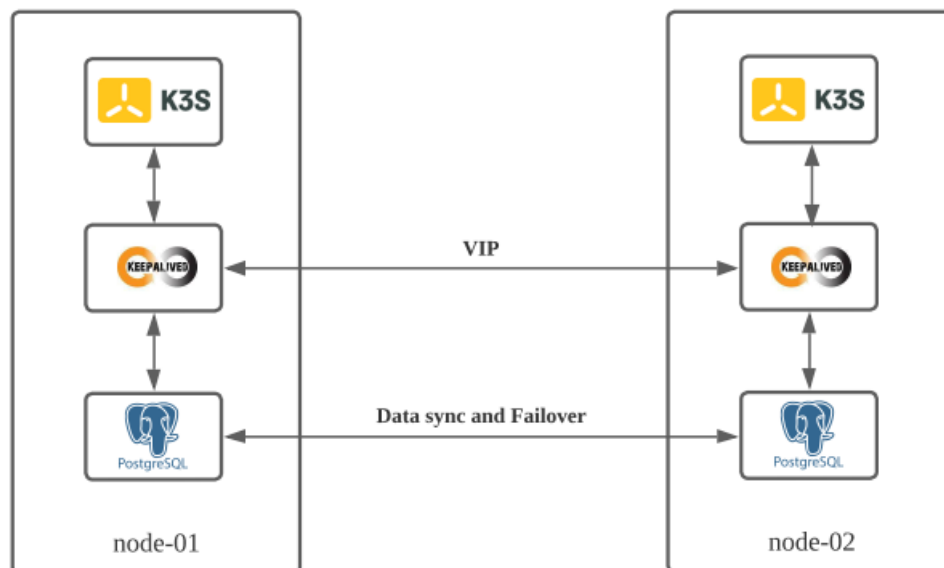 K3S
K3S
VIP
KEEPALIVED
KEEPALIVED
Data sync and Failover
PostgreSQL
PostgreSQL
node-01
node-02